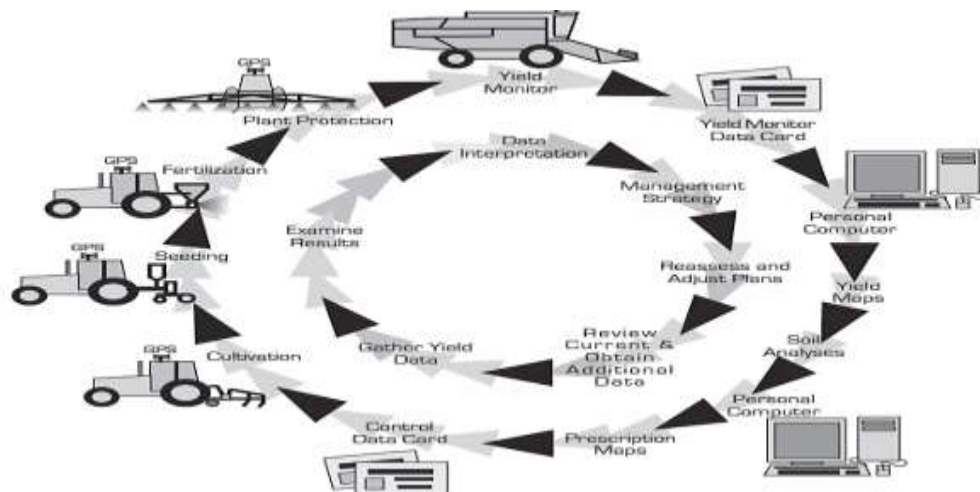 Yield
Monitor
Yield Monitor
Data Card
Personal
Computer
Yield
Maps
Soil
Analyses
Personal
Computer
Prescription
Maps
Control
Data Card
Cultivation
GPS
Seeding
GPS
Fertilization
GPS
Plant Protection
GPS
Data
Interpretation
Management
Strategy
Reassess and
Adjust Plans
Review
Current &
Obtain
Additional
Data
Gather Yield
Data
Examine
Results